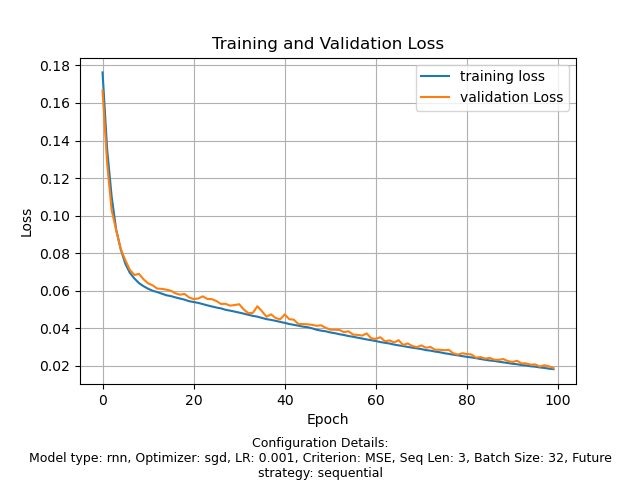 Training and Validation Loss
training loss
validation Loss
0.18
0.16
0.14
0.12
0.10
0.08
0.06
0.04
0.02
Loss
0 20 40 60 80 100
Epoch
Configuration Details:
Model type: rnn, Optimizer: sgd, LR: 0.001, Criterion: MSE, Seq Len: 3, Batch Size: 32, Future
strategy: sequential